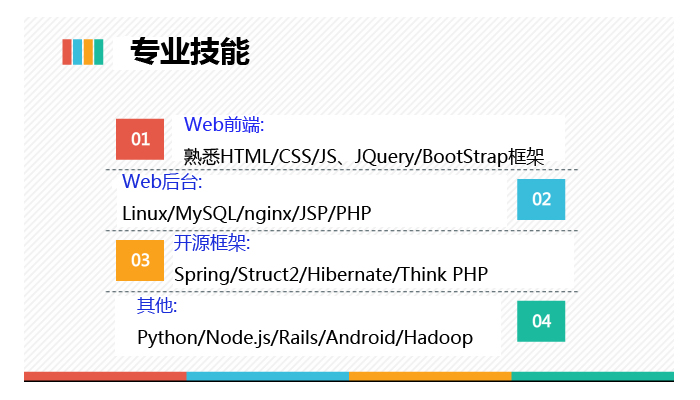 专业技能
01
Web前端:
熟悉HTML/CSS/JS、JQuery/BootStrap框架
Web后台:
Linux/MySQL/nginx/JSP/PHP
02
03
开源框架:
Spring/Struct2/Hibernate/Think PHP
其他:
Python/Node.js/Rails/Android/Hadoop
04